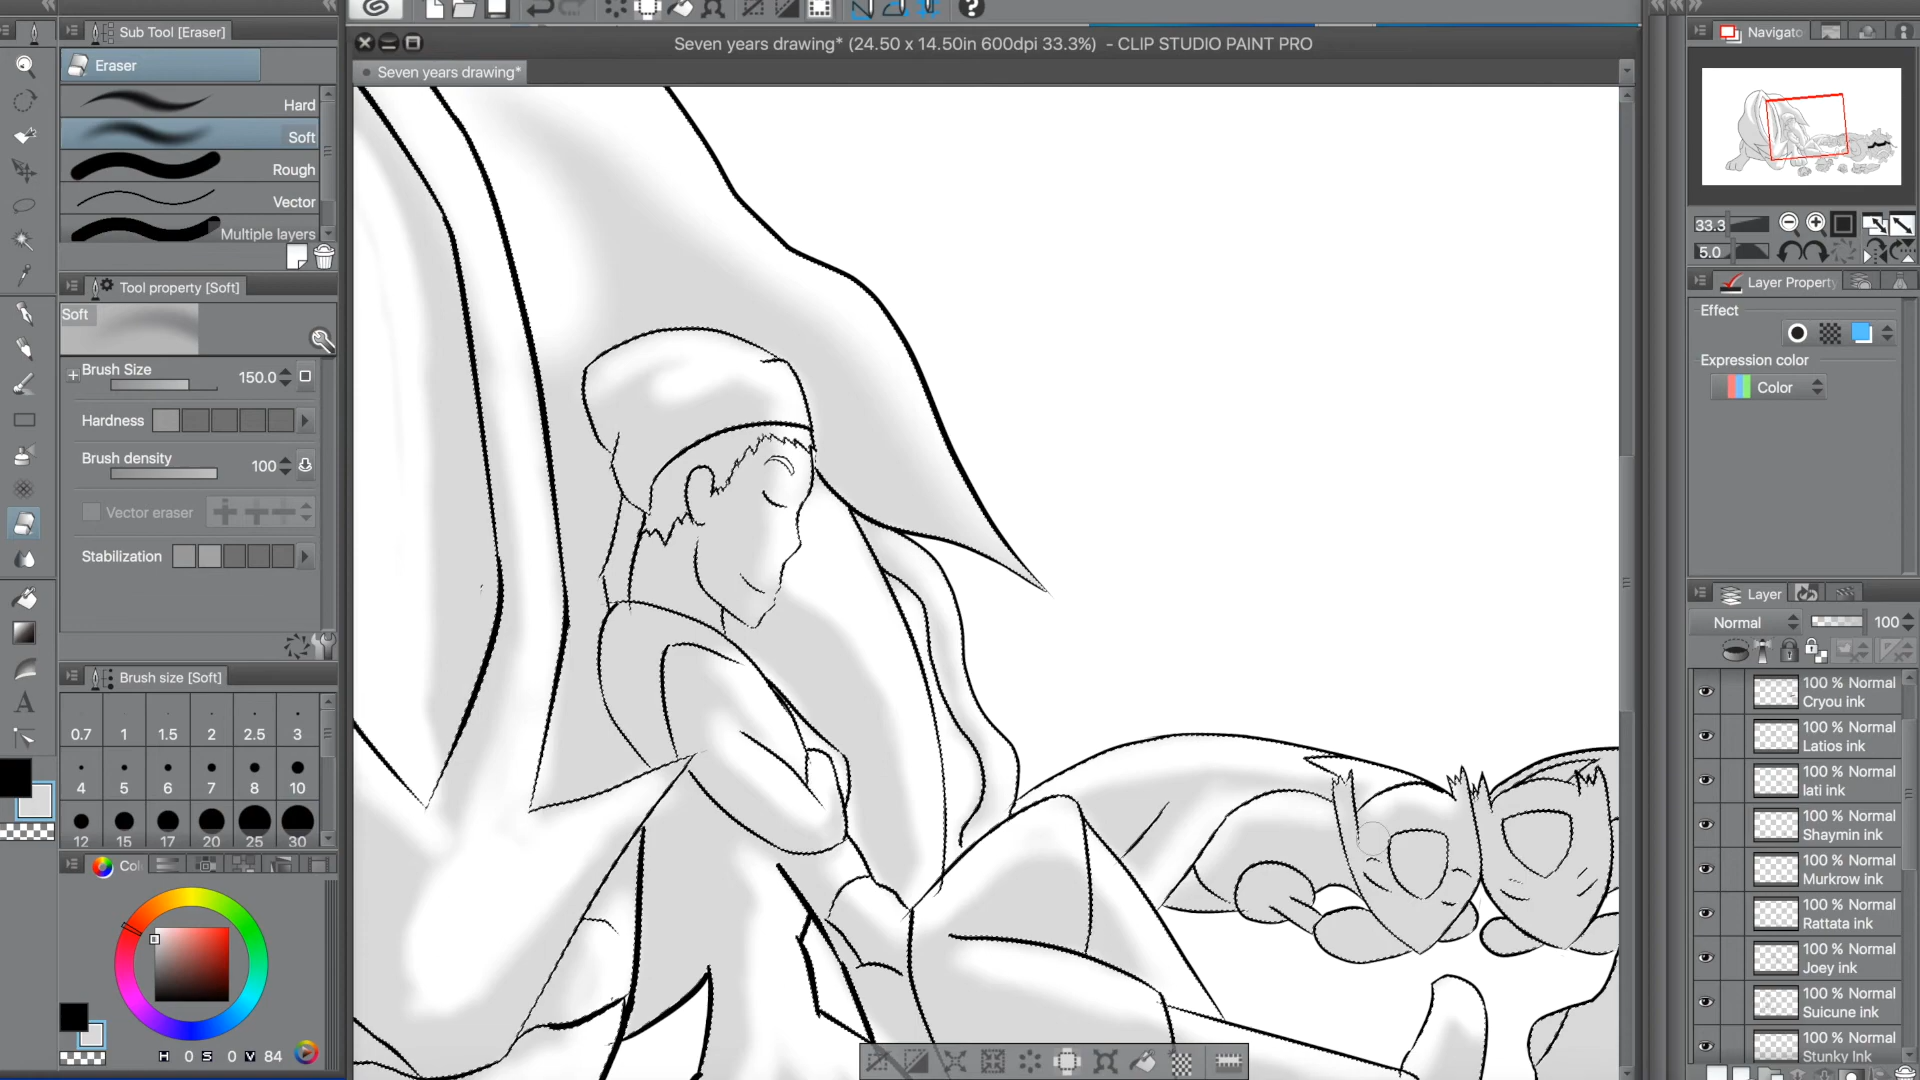 Sub Tool [Eraser]
Eraser
Hard
Soft
Rough
Vector
Multiple layers
Tool property [Soft]
Soft
Brush Size
150.0
Hardness
Brush density
100
Vector eraser
Stabilization
Brush size [Soft]
0.7 1 1.5 2 2.5 3
4 5 6 7 8 10
12 15 17 20 25 30
Col
H 0 S 0 V 84
Seven years drawing* (24.50 x 14.50in 600dpi 33.3%) - CLIP STUDIO PAINT PRO
Seven years drawing*
Navigato
33.3
5.0
Layer Property
Effect
Expression color
Color
Layer
Normal 100
100 % Normal
Cryou ink
100 % Normal
Latios ink
100 % Normal
lati ink
100 % Normal
Shaymin ink
100 % Normal
Murkrow ink
100 % Normal
Rattata ink
100 % Normal
Joey ink
100 % Normal
Suicune ink
100 % Normal
Stunky Ink